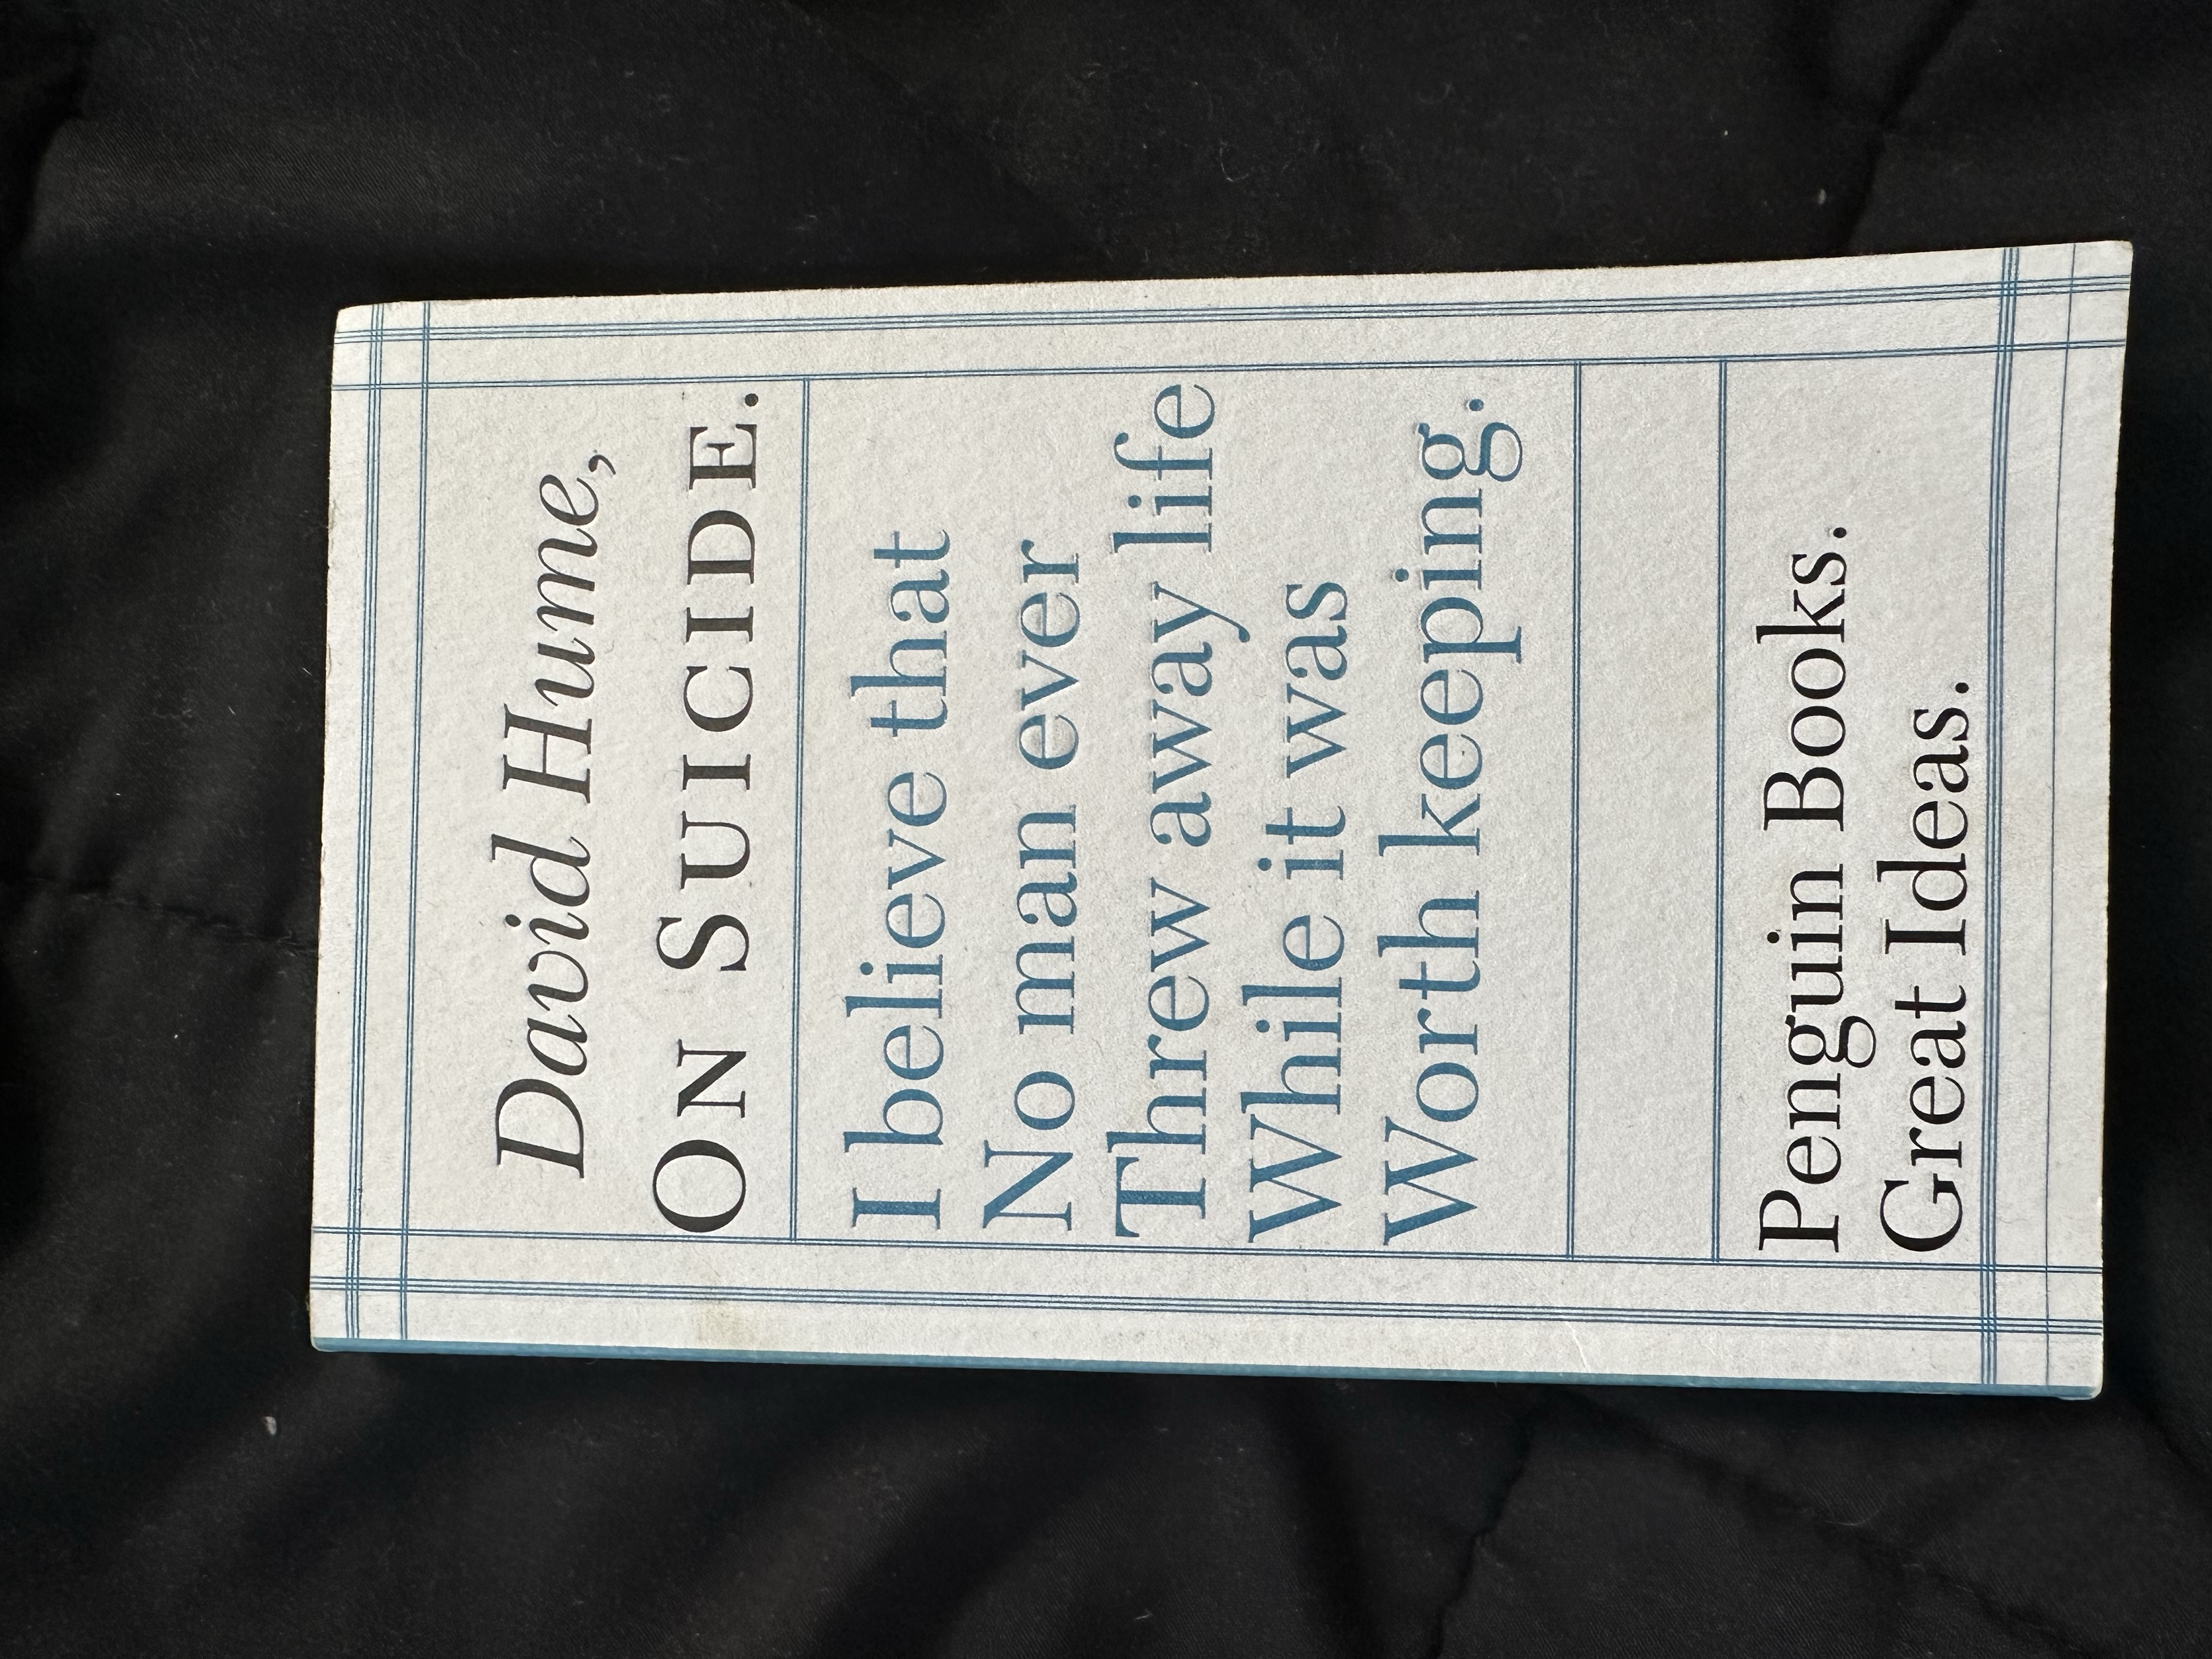 David Hume,
ON SUICIDE.
I believe that
No man ever
Threw away life
While it was
Worth keeping.
Penguin Books.
Great Ideas.